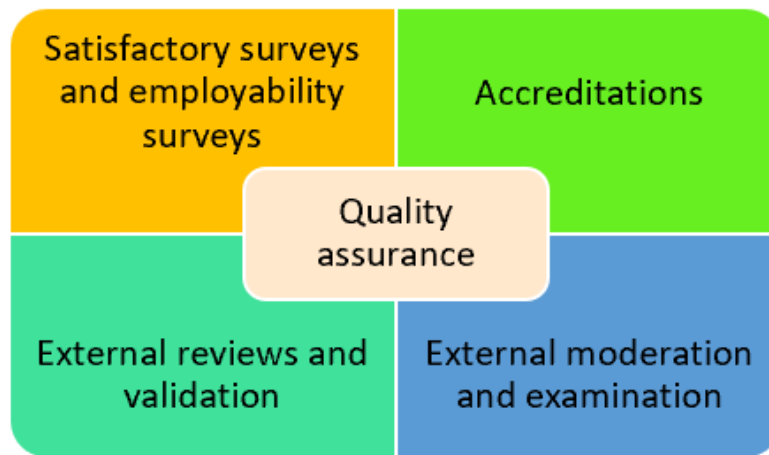 Satisfactory surveys
and employability
surveys
Accreditations
Quality
assurance
External reviews and
validation
External moderation
and examination